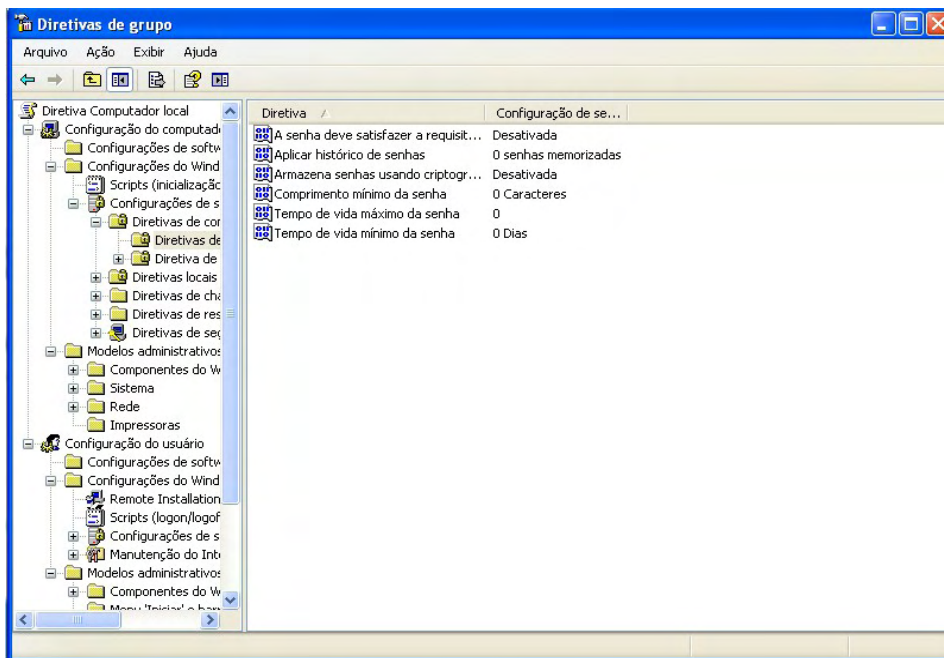 Diretivas de grupo
Arquivo Ação Exibir Ajuda
Diretiva Computador local
Configuração do computad
Configurações de softw
Configurações do Wind
Scripts (inicializaçã
Configurações de s
Diretivas de cor
Diretivas de
Diretiva de
Diretivas locais
Diretivas de cha
Diretivas de res
Diretivas de seg
Modelos administrativos
Componentes do W
Sistema
Rede
Impressoras
Configuração do usuário
Configurações de softw
Configurações do Wind
Remote Installation
Scripts (logon/logof
Configurações de s
Manutenção do Inte
Modelos administrativos
Componentes do W
Menu 'Iniciar' e barr
Diretiva Configuração de se...
A senha deve satisfazer a requisit... Desativada
Aplicar histórico de senhas 0 senhas memorizadas
Armazena senhas usando criptogr... Desativada
Comprimento mínimo da senha 0 Caracteres
Tempo de vida máximo da senha 0
Tempo de vida mínimo da senha 0 Dias